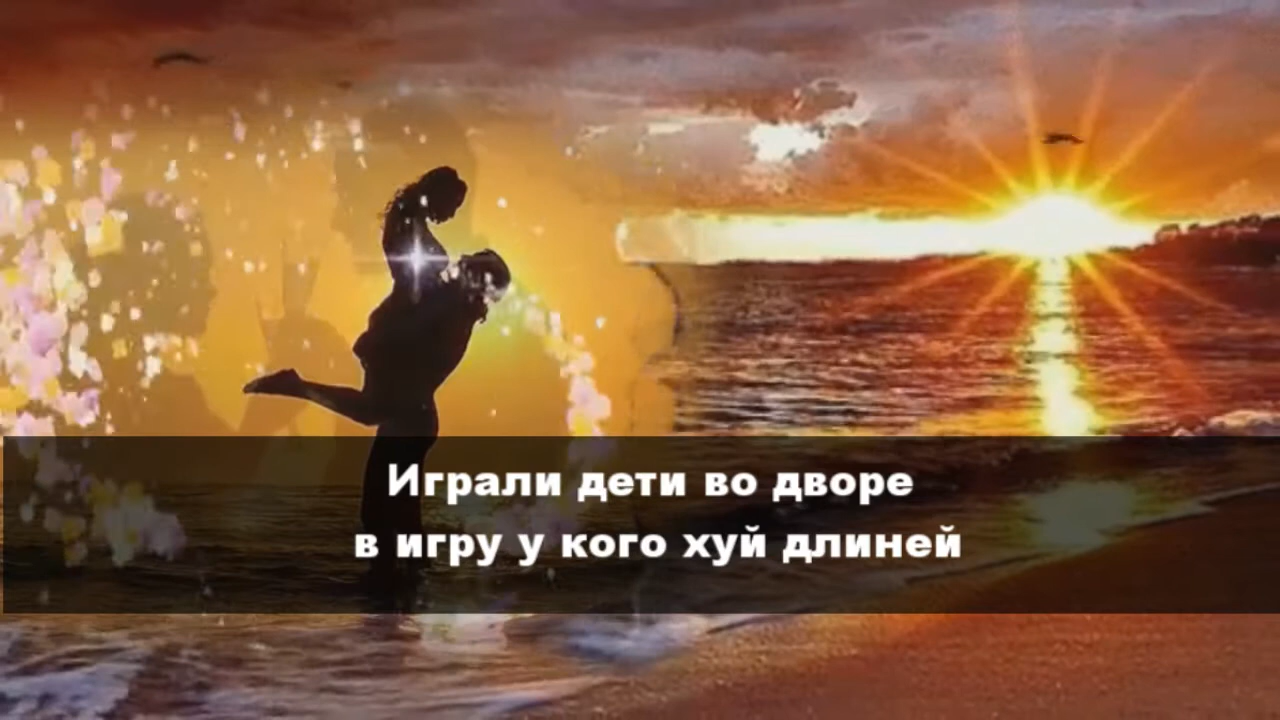 Играли дети во дворе
в игру у кого хуй длиней